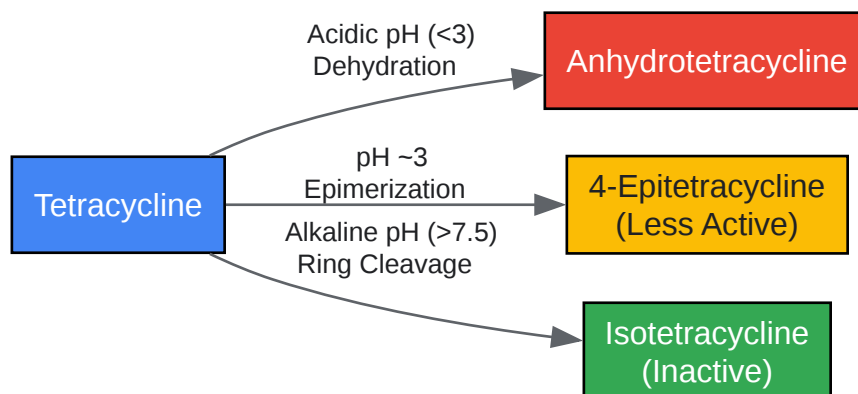 Acidic pH (<3)
Dehydration
Anhydrotetracycline
Tetracycline
pH ~3
Epimerization
4-Epitetracycline
(Less Active)
Alkaline pH (>7.5)
Ring Cleavage
Isotetracycline
(Inactive)